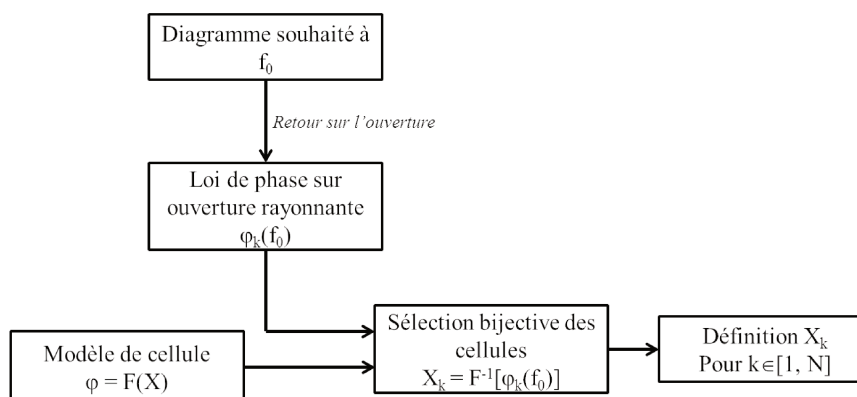 Diagramme souhaité à
f₀
Retour sur l'ouverture
Loi de phase sur
ouverture rayonnante
φₖ(f₀)
Modèle de cellule
φ = F(X)
Sélection bijective des
cellules
Xₖ = F⁻¹[φₖ(f₀)]
Définition Xₖ
Pour k∈[1, N]